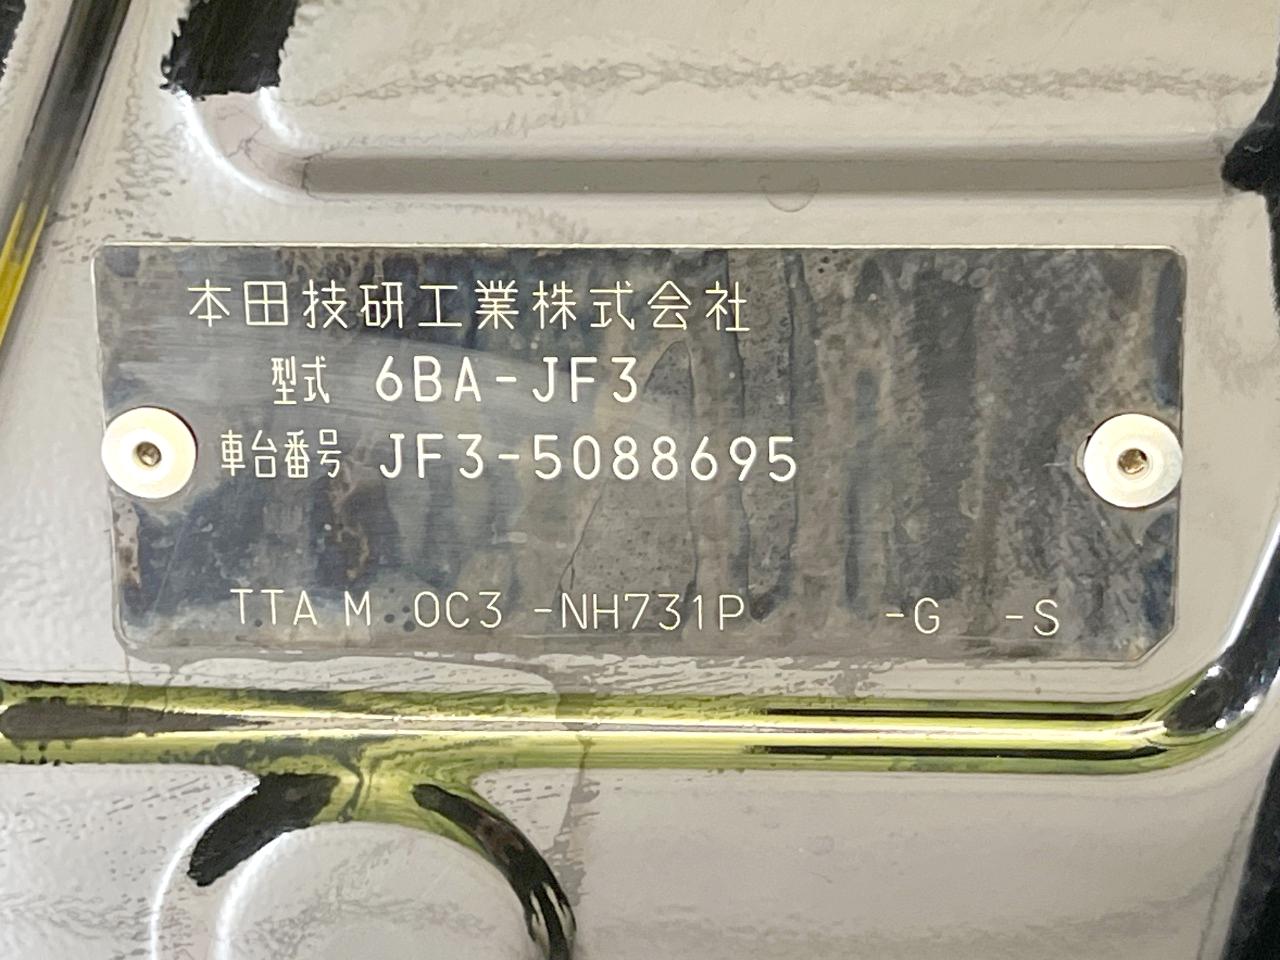 本田技研工業株式会社
型式 6BA-JF3
車台番号 JF3-5088695
TTA M 0C3 -NH731P -G -S